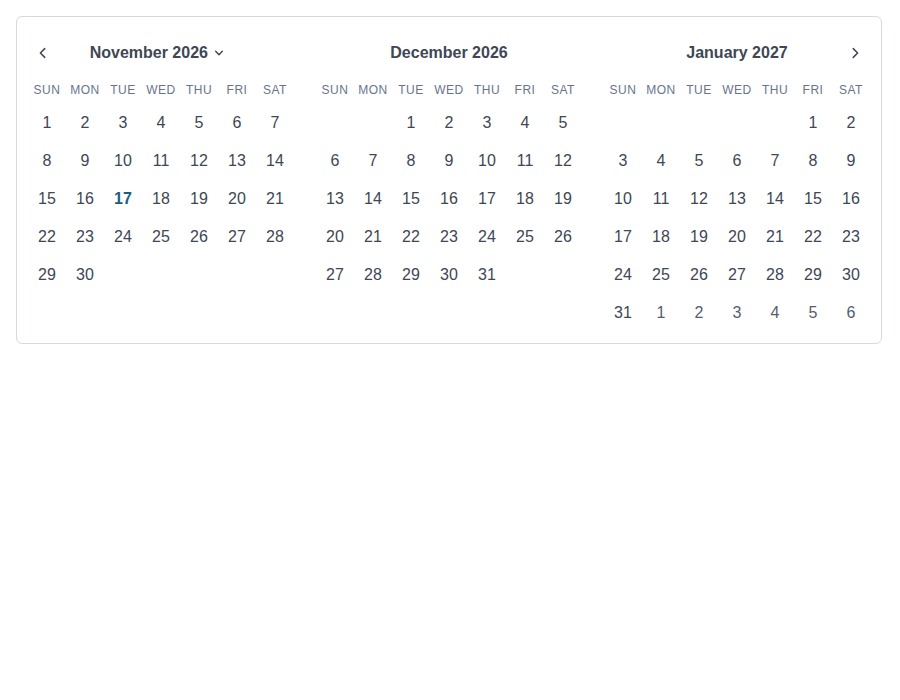 November 2026
SUN MON TUE WED THU FRI SAT
1 2 3 4 5 6 7
8 9 10 11 12 13 14
15 16 17 18 19 20 21
22 23 24 25 26 27 28
29 30
December 2026
SUN MON TUE WED THU FRI SAT
1 2 3 4 5
6 7 8 9 10 11 12
13 14 15 16 17 18 19
20 21 22 23 24 25 26
27 28 29 30 31
January 2027
SUN MON TUE WED THU FRI SAT
1 2
3 4 5 6 7 8 9
10 11 12 13 14 15 16
17 18 19 20 21 22 23
24 25 26 27 28 29 30
31 1 2 3 4 5 6